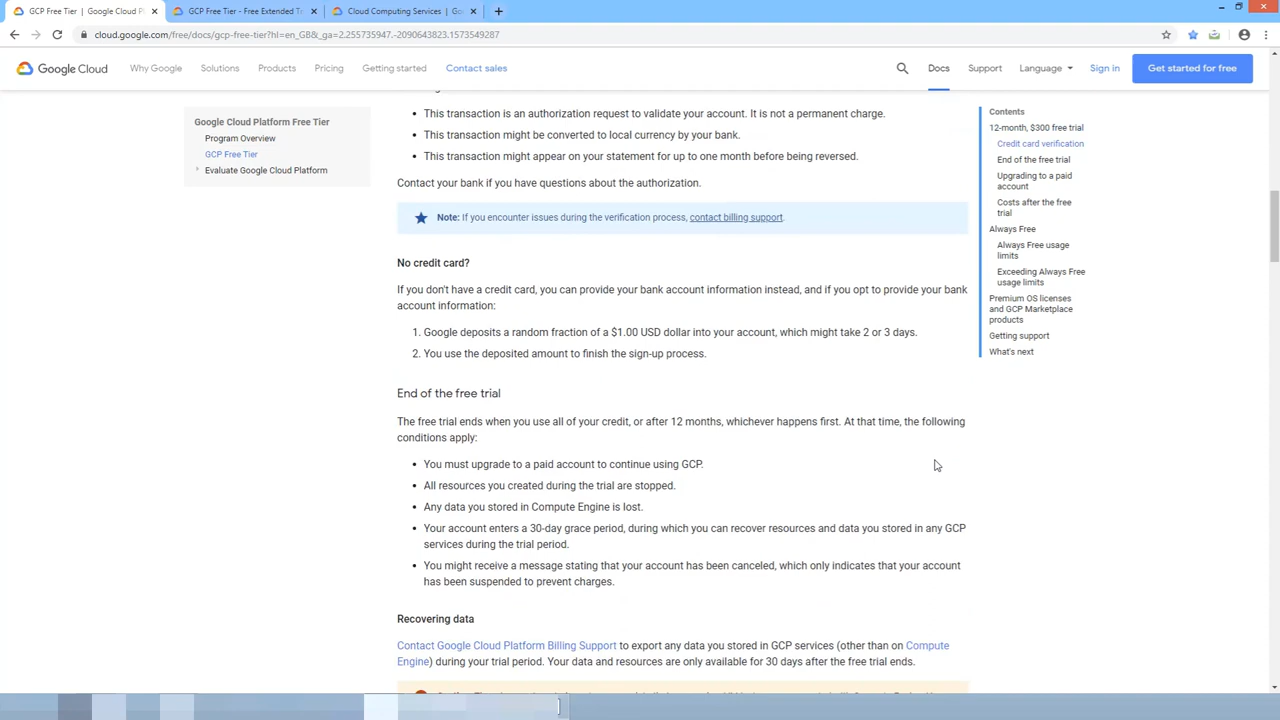 GCP Free Tier | Google Cloud P
GCP Free Tier - Free Extended T
Cloud Computing Services | Go
cloud.google.com/free/docs/gcp-free-tier?hl=en_GB&_ga=2.255735947.-2090643823.1573549287
Google Cloud
Why Google
Solutions
Products
Pricing
Getting started
Contact sales
Docs
Support
Language
Sign in
Get started for free
Google Cloud Platform Free Tier
Program Overview
GCP Free Tier
Evaluate Google Cloud Platform
• This transaction is an authorization request to validate your account. It is not a permanent charge.
• This transaction might be converted to local currency by your bank.
• This transaction might appear on your statement for up to one month before being reversed.
Contact your bank if you have questions about the authorization.
Note: If you encounter issues during the verification process, contact billing support.
No credit card?
If you don't have a credit card, you can provide your bank account information instead, and if you opt to provide your bank
account information:
1. Google deposits a random fraction of a $1.00 USD dollar into your account, which might take 2 or 3 days.
2. You use the deposited amount to finish the sign-up process.
End of the free trial
The free trial ends when you use all of your credit, or after 12 months, whichever happens first. At that time, the following
conditions apply:
• You must upgrade to a paid account to continue using GCP.
• All resources you created during the trial are stopped.
• Any data you stored in Compute Engine is lost.
• Your account enters a 30-day grace period, during which you can recover resources and data you stored in any GCP
services during the trial period.
• You might receive a message stating that your account has been canceled, which only indicates that your account
has been suspended to prevent charges.
Recovering data
Contact Google Cloud Platform Billing Support to export any data you stored in GCP services (other than on Compute
Engine) during your trial period. Your data and resources are only available for 30 days after the free trial ends.
Contents
12-month, $300 free trial
Credit card verification
End of the free trial
Upgrading to a paid
account
Costs after the free
trial
Always Free
Always Free usage
limits
Exceeding Always Free
usage limits
Premium OS licenses
and GCP Marketplace
products
Getting support
What's next